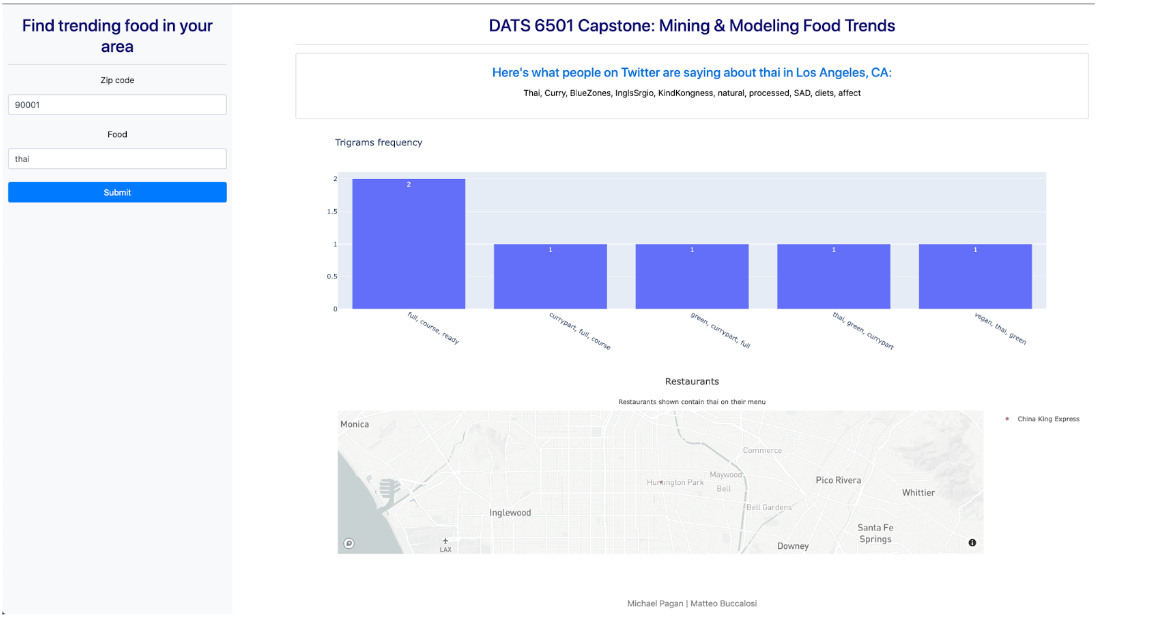 Find trending food in your
area
Zip code
90001
Food
thai
Submit
DATS 6501 Capstone: Mining & Modeling Food Trends
Here's what people on Twitter are saying about thai in Los Angeles, CA:
Thai, Curry, BlueZones, InglsSrgio, KindKongness, natural, processed, SAD, diets, affect
Trigrams frequency
2
1.5
1
0.5
0
2
1
1
1
1
full, course, ready
currypart, full, course
green, currypart, full
thai, green, currypart
vegan, thai, green
Restaurants
Restaurants shown contain thai on their menu
China King Express
Monica
Commerce
Maywood
Huntington Park
Bell
Pico Rivera
Whittier
Inglewood
Bell Gardens
Santa Fe
Springs
LAX
Downey
Michael Pagan | Matteo Buccalosi